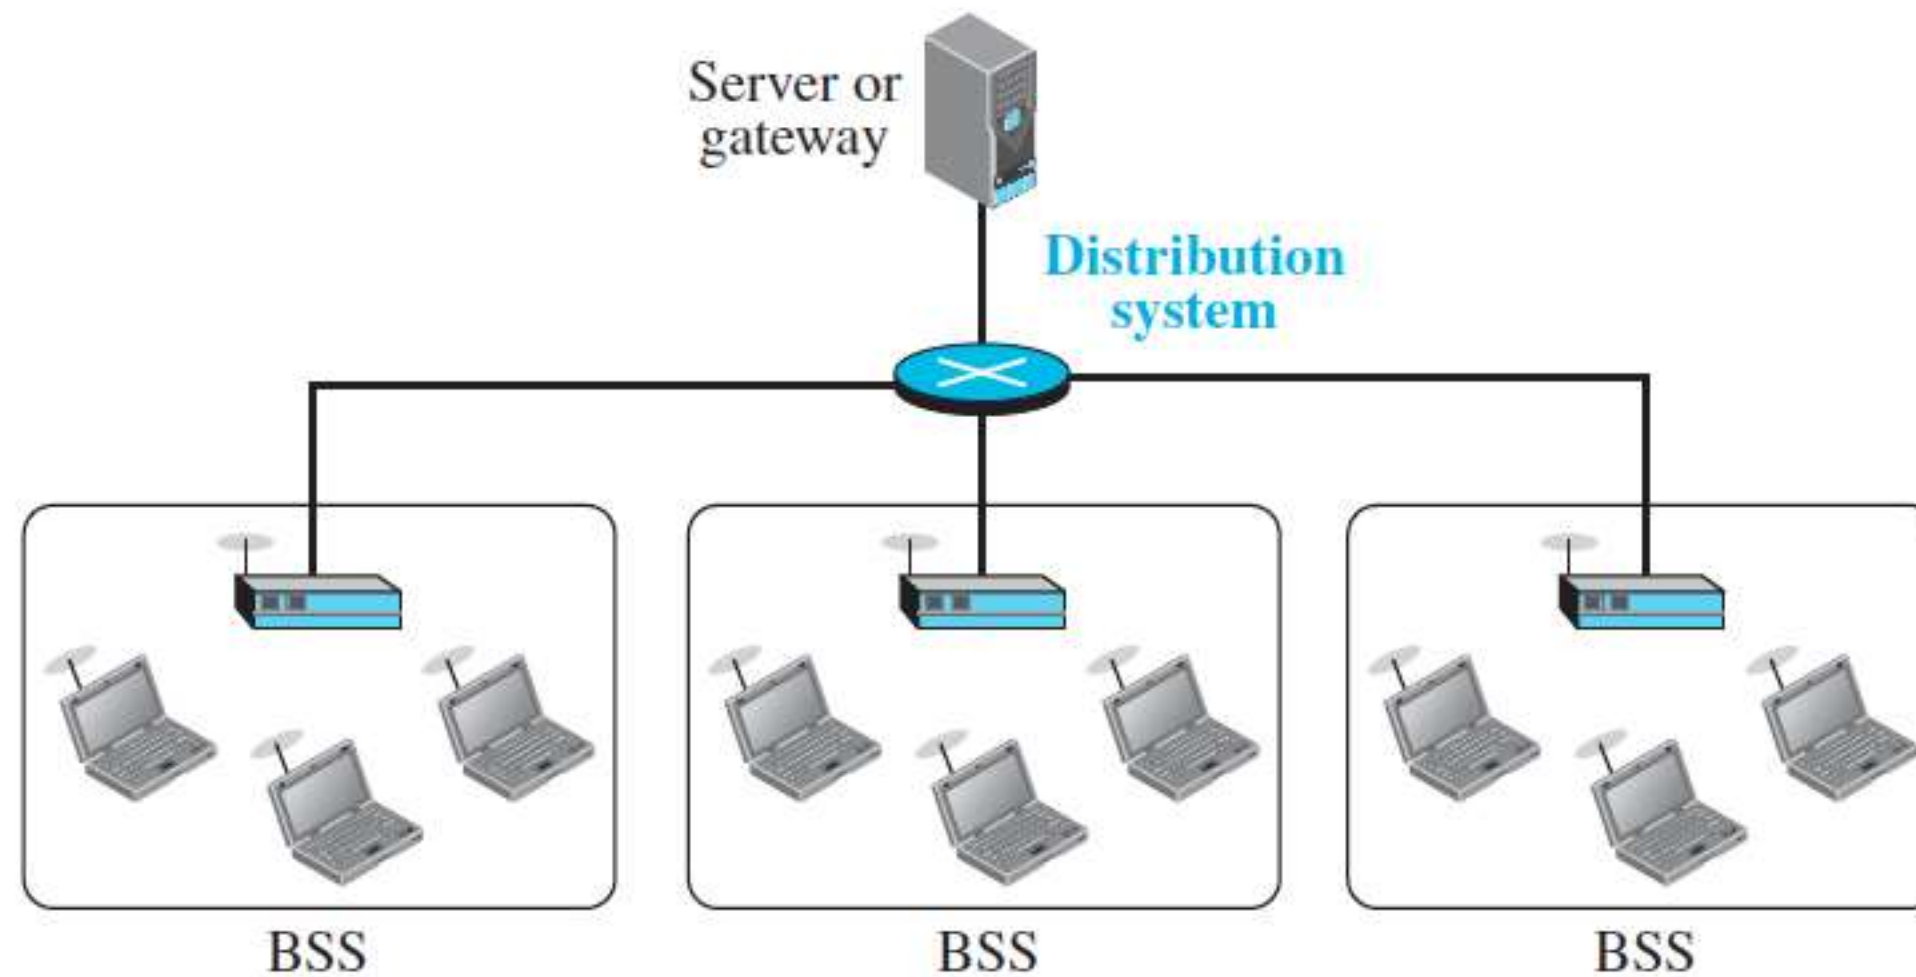 Server or
gateway
Distribution
system
BSS
BSS
BSS